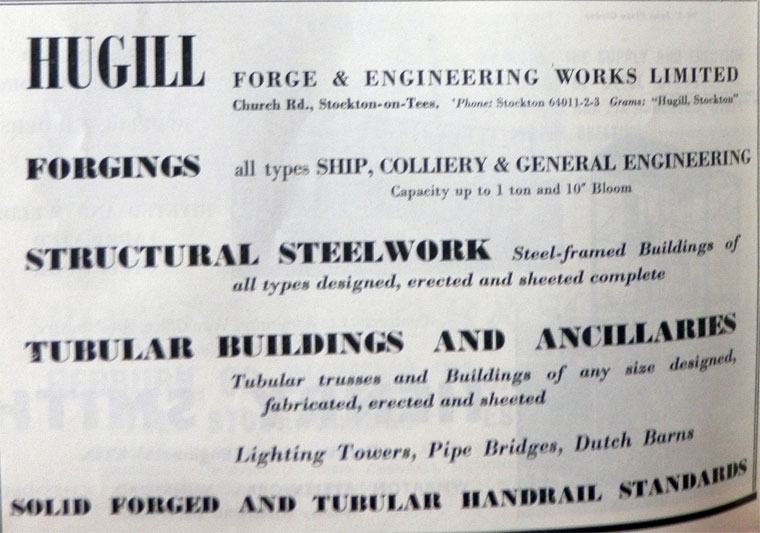 HUGILL FORGE & ENGINEERING WORKS LIMITED
Church Rd., Stockton-on-Tees. 'Phone: Stockton 64011-2-3 Grams: "Hugill, Stockton"
FORGINGS all types SHIP, COLLIERY & GENERAL ENGINEERING
Capacity up to 1 ton and 10" Bloom
STRUCTURAL STEELWORK Steel-framed Buildings of
all types designed, erected and sheeted complete
TUBULAR BUILDINGS AND ANCILLARIES
Tubular trusses and Buildings of any size designed,
fabricated, erected and sheeted
Lighting Towers, Pipe Bridges, Dutch Barns
SOLID FORGED AND TUBULAR HANDRAIL STANDARDS